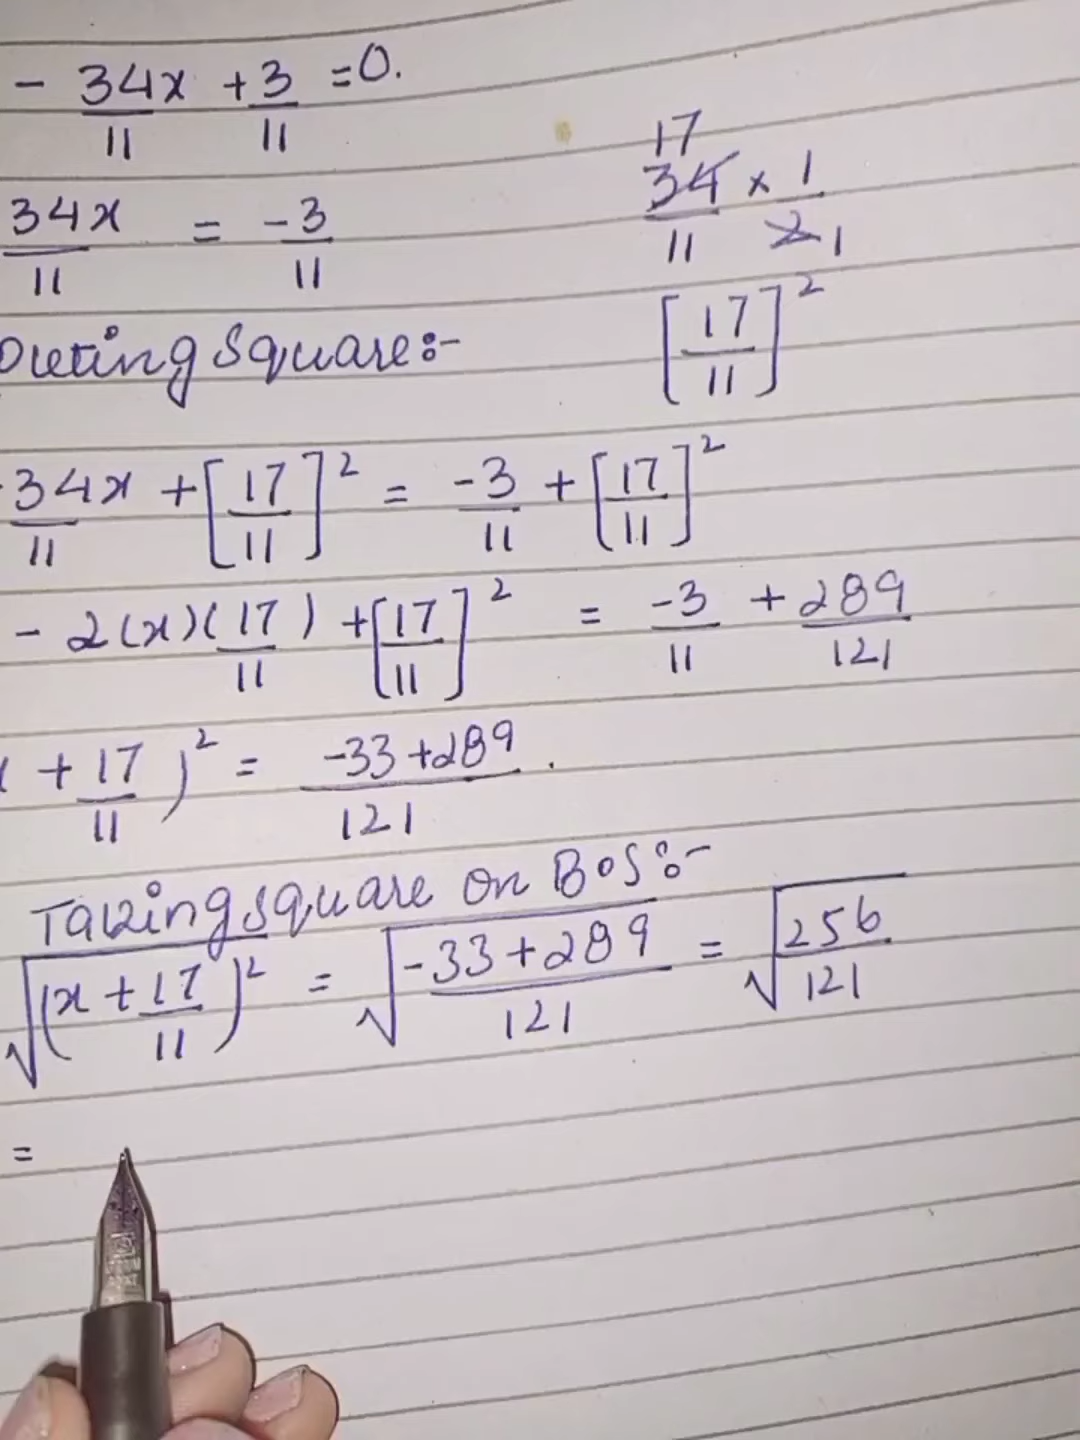 - 34x/11 + 3/11 = 0.
17
34/11 × 1/2 1
34x/11 = -3/11
[17/11]²
Square:-
34x/11 + [17/11]² = -3/11 + [17/11]²
- 2(x)(17/11) + [17/11]² = -3/11 + 289/121
+ 17/11)² = -33+289/121 .
Taking square on BoS:-
√(x + 17/11)² = √-33+289/121 = √256/121
=